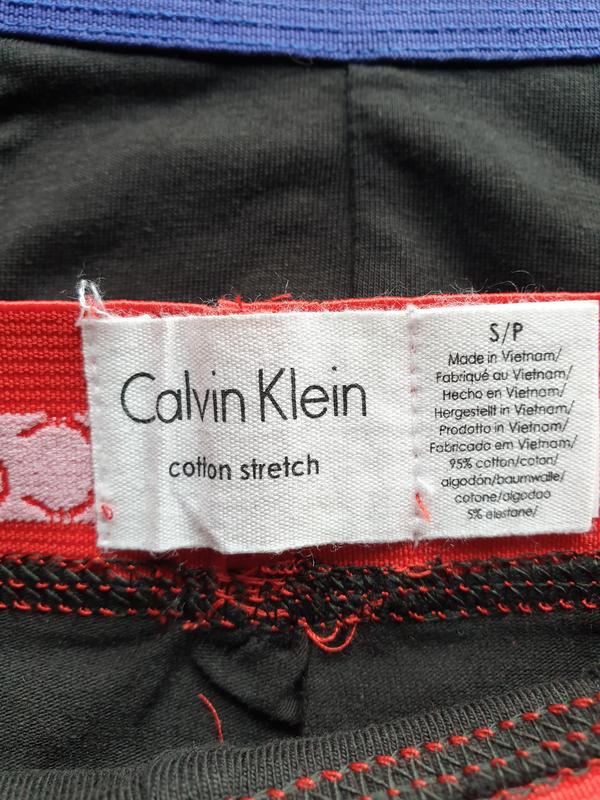 Calvin Klein
cotton stretch
S/P
Made in Vietnam/
Fabriqué au Vietnam/
Hecho en Vietnam/
Hergestellt in Vietnam/
Prodotto in Vietnam/
Fabricado em Vietnam/
95% cotton/coton/
algodón/baumwolle/
cotone/algodao
5% elastane/